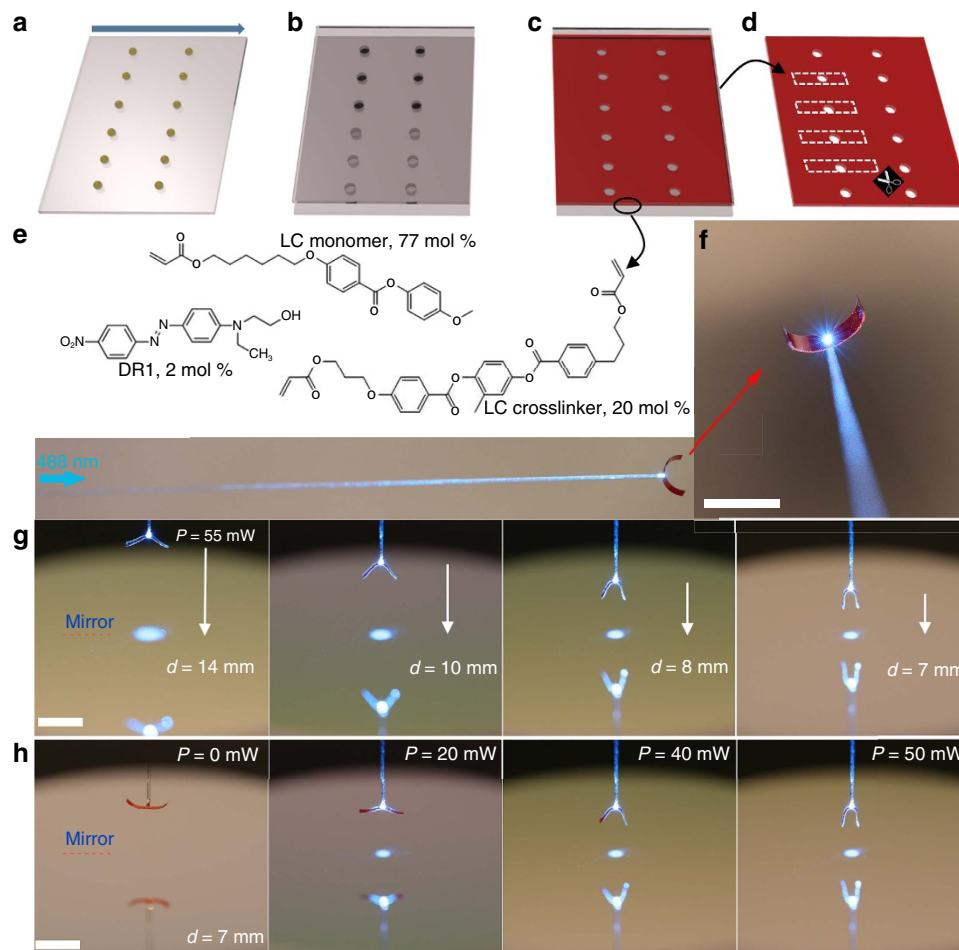 a
b
c
d
e
LC monomer, 77 mol %
O
O
O
O
O
O
O₂N
N
N
N
OH
CH₃
DR1, 2 mol %
O
O
O
O
O
O
O
O
O
LC crosslinker, 20 mol %
f
488 nm
g
P = 55 mW
Mirror
d = 14 mm
d = 10 mm
d = 8 mm
d = 7 mm
h
P = 0 mW
P = 20 mW
P = 40 mW
P = 50 mW
Mirror
d = 7 mm